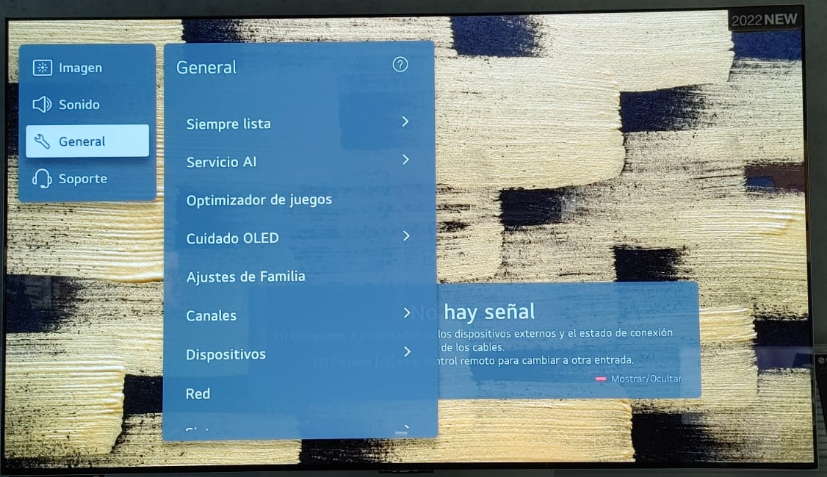 2022 NEW
Imagen
Sonido
General
Soporte
General
Siempre lista
Servicio AI
Optimizador de juegos
Cuidado OLED
Ajustes de Familia
Canales
Dispositivos
Red
No hay señal
los dispositivos externos y el estado de conexión
de los cables.
para cambiar a otra entrada.
Mostrar/Ocultar